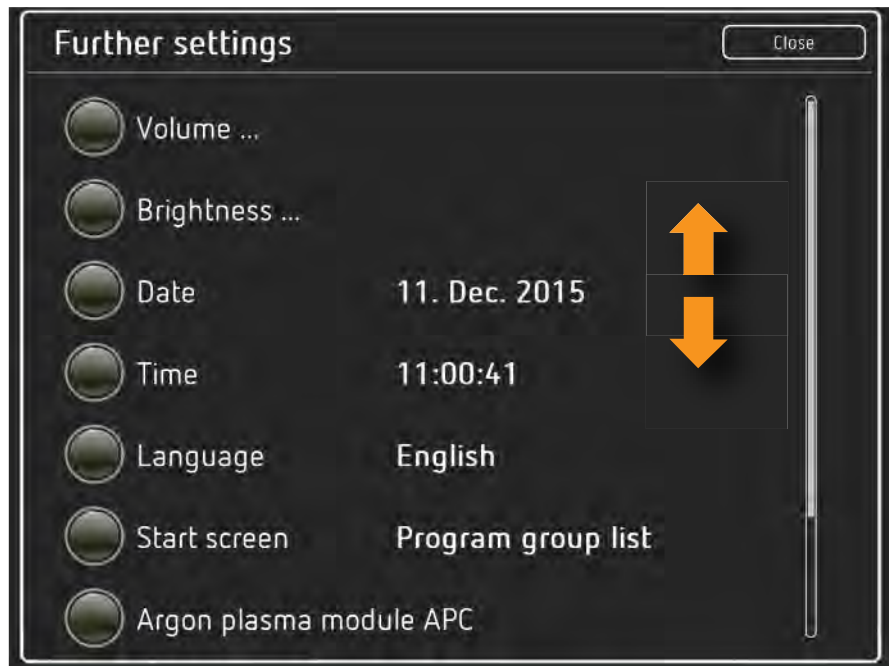 Further settings Close
Volume ...
Brightness ...
Date 11. Dec. 2015
Time 11:00:41
Language English
Start screen Program group list
Argon plasma module APC